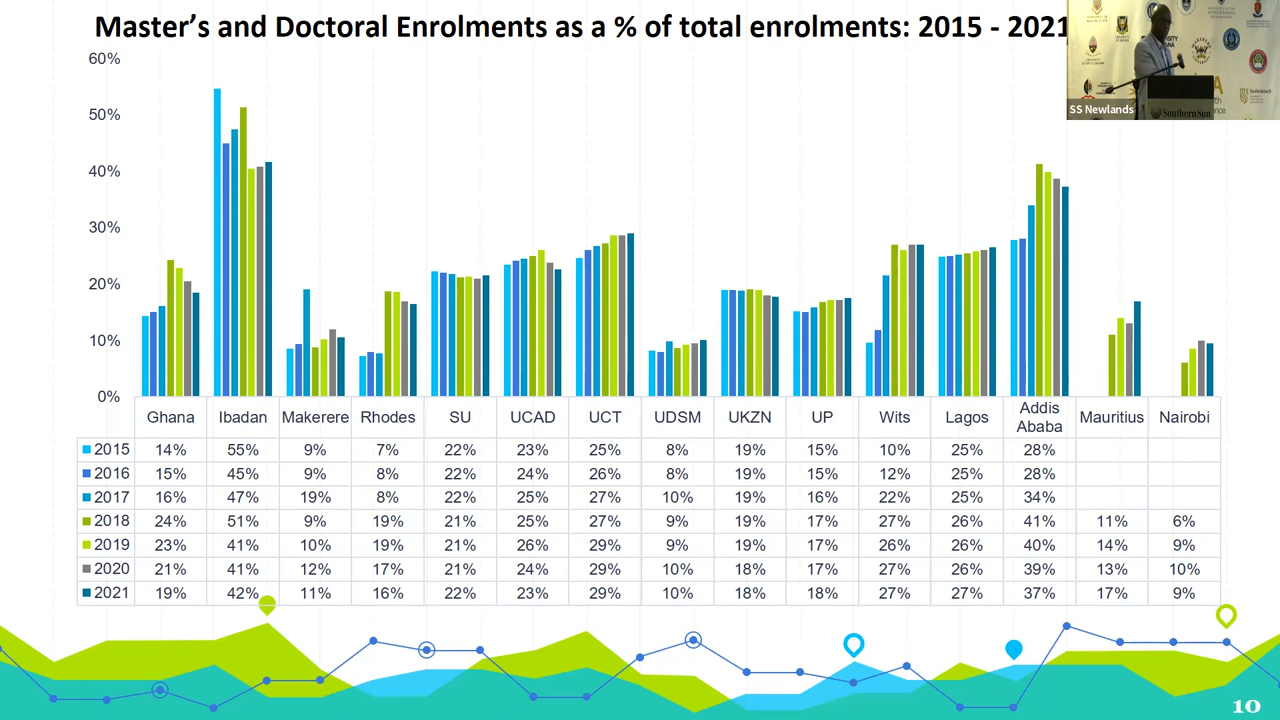 Master's and Doctoral Enrolments as a % of total enrolments: 2015 - 2021
60%
50%
40%
30%
20%
10%
0%
Ghana Ibadan Makerere Rhodes SU UCAD UCT UDSM UKZN UP Wits Lagos Addis Ababa Mauritius Nairobi
2015 14% 55% 9% 7% 22% 23% 25% 8% 19% 15% 10% 25% 28%
2016 15% 45% 9% 8% 22% 24% 26% 8% 19% 15% 12% 25% 28%
2017 16% 47% 19% 8% 22% 25% 27% 10% 19% 16% 22% 25% 34%
2018 24% 51% 9% 19% 21% 25% 27% 9% 19% 17% 27% 26% 41% 11% 6%
2019 23% 41% 10% 19% 21% 26% 29% 9% 19% 17% 26% 26% 40% 14% 9%
2020 21% 41% 12% 17% 21% 24% 29% 10% 18% 17% 27% 26% 39% 13% 10%
2021 19% 42% 11% 16% 22% 23% 29% 10% 18% 18% 27% 27% 37% 17% 9%
SS Newlands
Southern Sun
10